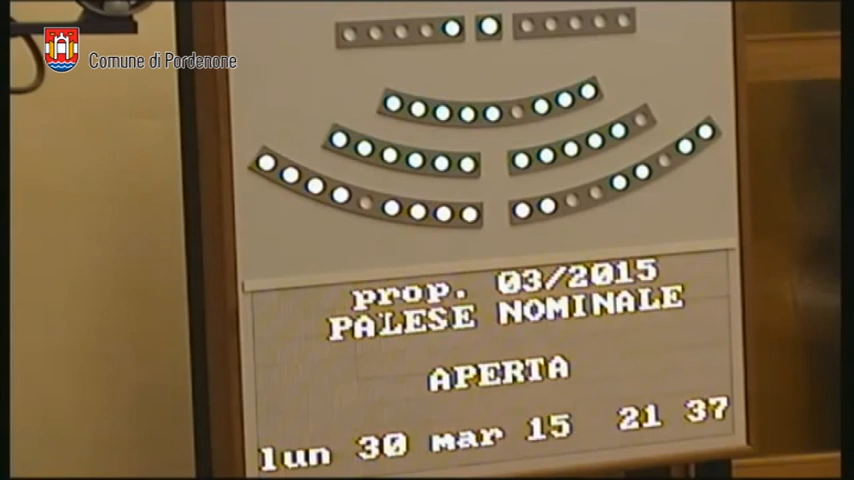 Comune di Pordenone
prop. 03/2015
PALESE NOMINALE
APERTA
lun 30 mar 15 21 37